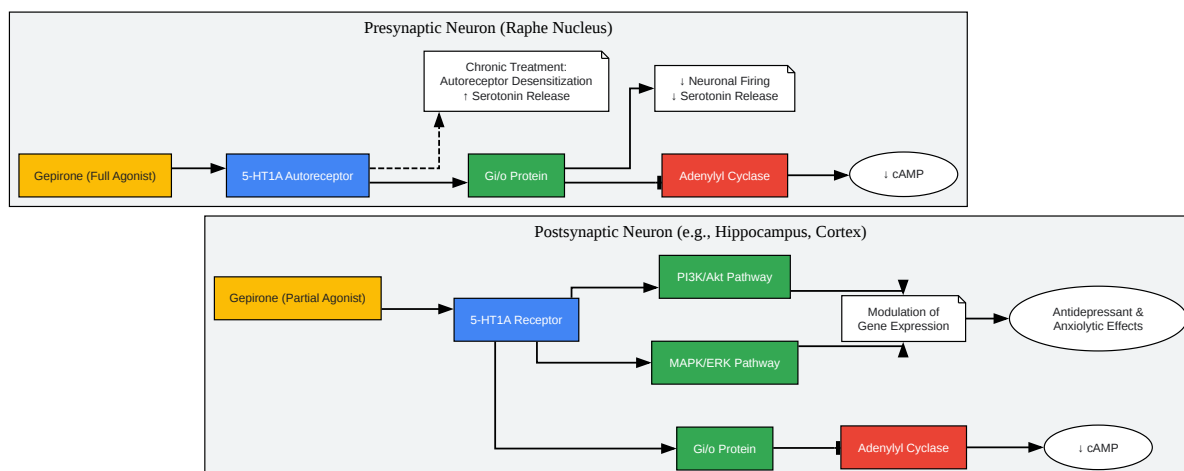 Presynaptic Neuron (Raphe Nucleus)
Chronic Treatment:
Autoreceptor Desensitization
↑ Serotonin Release
↓ Neuronal Firing
↓ Serotonin Release
Gepirone (Full Agonist)
5-HT1A Autoreceptor
Gi/o Protein
Adenylyl Cyclase
↓ cAMP
Postsynaptic Neuron (e.g., Hippocampus, Cortex)
PI3K/Akt Pathway
Gepirone (Partial Agonist)
5-HT1A Receptor
Modulation of
Gene Expression
Antidepressant &
Anxiolytic Effects
MAPK/ERK Pathway
Gi/o Protein
Adenylyl Cyclase
↓ cAMP